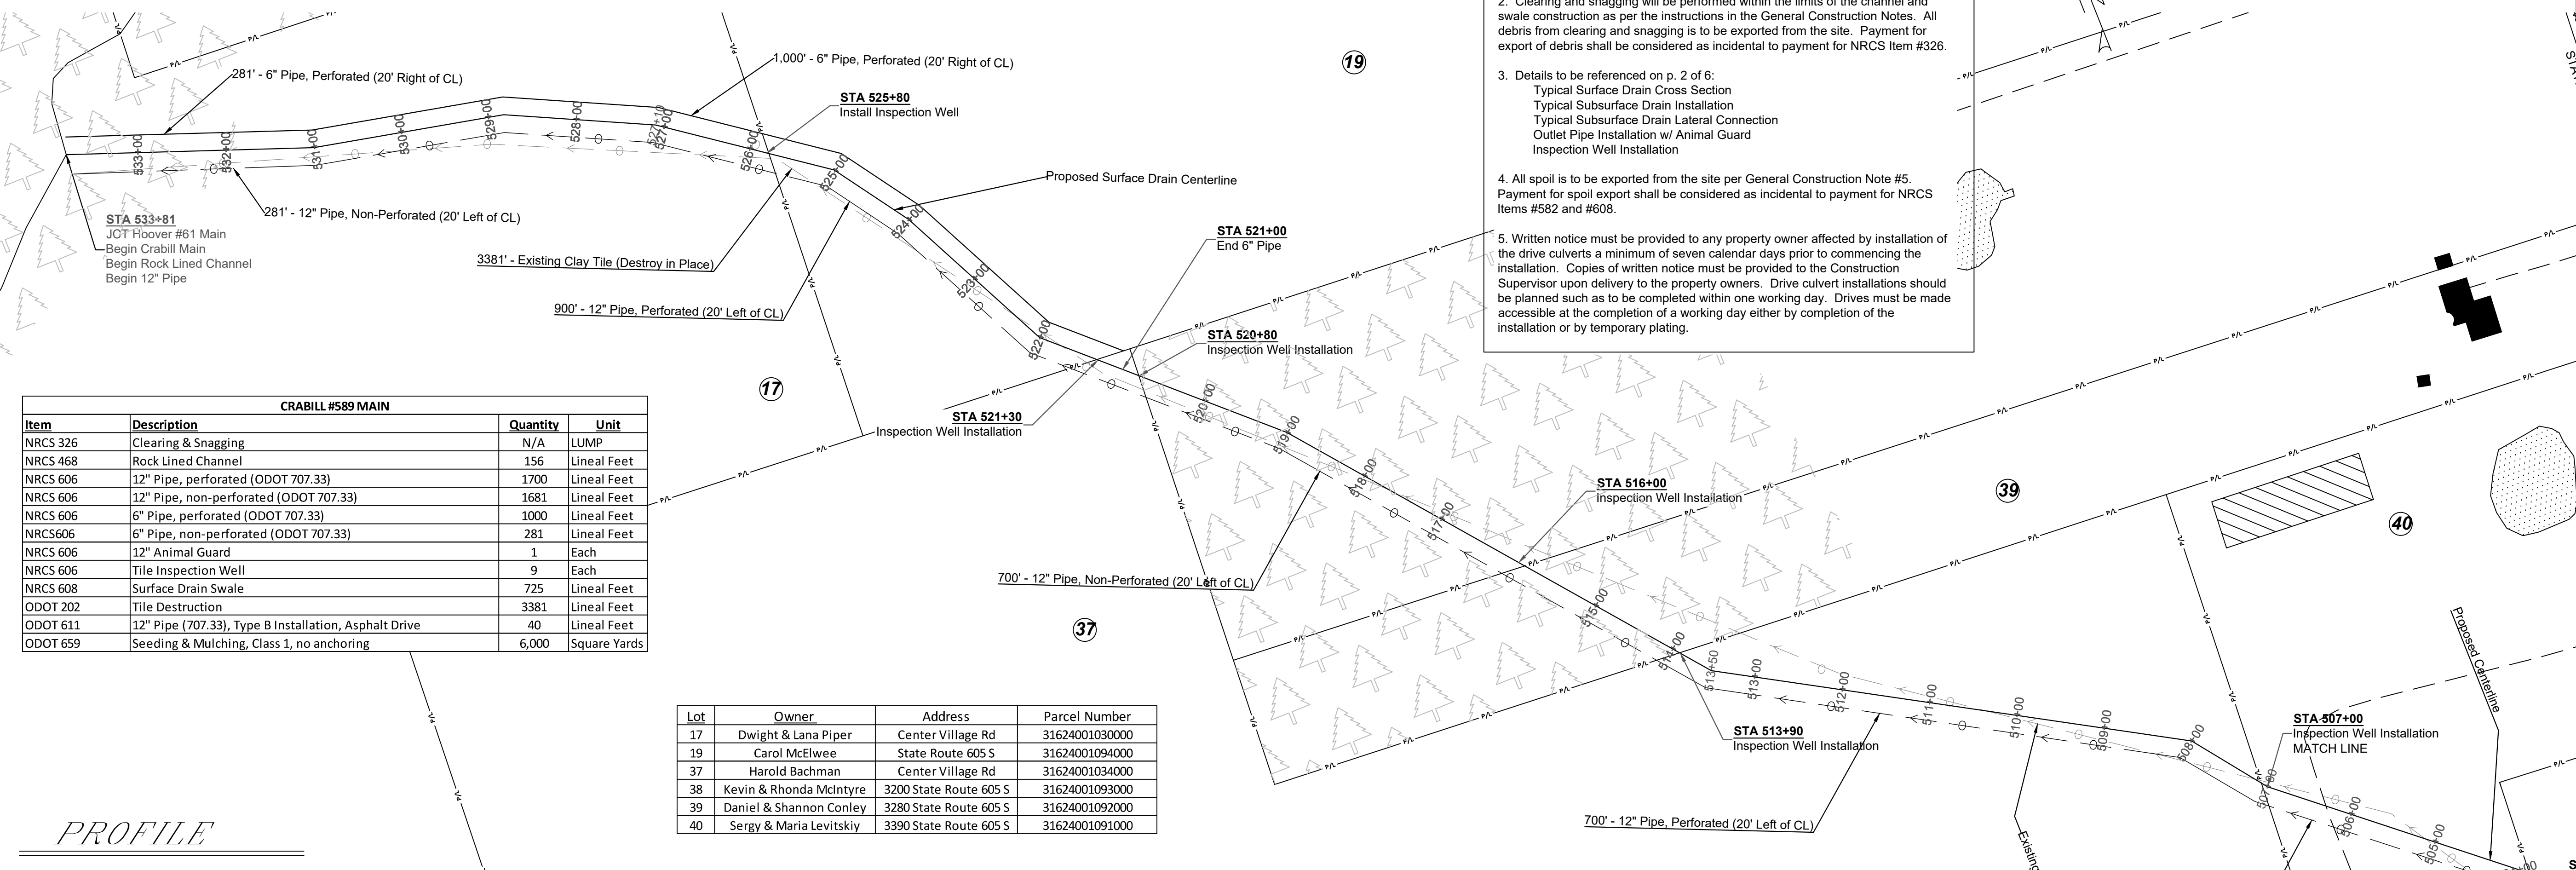 2. Clearing and snagging will be performed within the limits of the channel and
swale construction as per the instructions in the General Construction Notes. All
debris from clearing and snagging is to be exported from the site. Payment for
export of debris shall be considered as incidental to payment for NRCS Item #326.
3. Details to be referenced on p. 2 of 6:
Typical Surface Drain Cross Section
Typical Subsurface Drain Installation
Typical Subsurface Drain Lateral Connection
Outlet Pipe Installation w/ Animal Guard
Inspection Well Installation
4. All spoil is to be exported from the site per General Construction Note #5.
Payment for spoil export shall be considered as incidental to payment for NRCS
Items #582 and #608.
5. Written notice must be provided to any property owner affected by installation of
the drive culverts a minimum of seven calendar days prior to commencing the
installation. Copies of written notice must be provided to the Construction
Supervisor upon delivery to the property owners. Drive culvert installations should
be planned such as to be completed within one working day. Drives must be made
accessible at the completion of a working day either by completion of the
installation or by temporary plating.
281' - 6" Pipe, Perforated (20' Right of CL)
1,000' - 6" Pipe, Perforated (20' Right of CL)
STA 525+80
Install Inspection Well
19
533+00
532+00
531+00
530+00
529+00
528+00
527+10
527+00
526+00
525+00
524+00
523+00
522+00
Proposed Surface Drain Centerline
STA 533+81
JCT Hoover #61 Main
Begin Crabill Main
Begin Rock Lined Channel
Begin 12" Pipe
281' - 12" Pipe, Non-Perforated (20' Left of CL)
3381' - Existing Clay Tile (Destroy in Place)
900' - 12" Pipe, Perforated (20' Left of CL)
STA 521+00
End 6" Pipe
STA 520+80
Inspection Well Installation
17
STA 521+30
Inspection Well Installation
520+00
519+00
518+00
517+00
STA 516+00
Inspection Well Installation
515+00
514+00
513+50
513+00
512+00
511+00
510+00
509+00
508+00
507+00
506+00
505+00
39
40
37
700' - 12" Pipe, Non-Perforated (20' Left of CL)
STA 513+90
Inspection Well Installation
STA 507+00
Inspection Well Installation
MATCH LINE
Proposed Centerline
Existing
700' - 12" Pipe, Perforated (20' Left of CL)
CRABILL #589 MAIN
Item Description Quantity Unit
NRCS 326 Clearing & Snagging N/A LUMP
NRCS 468 Rock Lined Channel 156 Lineal Feet
NRCS 606 12" Pipe, perforated (ODOT 707.33) 1700 Lineal Feet
NRCS 606 12" Pipe, non-perforated (ODOT 707.33) 1681 Lineal Feet
NRCS 606 6" Pipe, perforated (ODOT 707.33) 1000 Lineal Feet
NRCS606 6" Pipe, non-perforated (ODOT 707.33) 281 Lineal Feet
NRCS 606 12" Animal Guard 1 Each
NRCS 606 Tile Inspection Well 9 Each
NRCS 608 Surface Drain Swale 725 Lineal Feet
ODOT 202 Tile Destruction 3381 Lineal Feet
ODOT 611 12" Pipe (707.33), Type B Installation, Asphalt Drive 40 Lineal Feet
ODOT 659 Seeding & Mulching, Class 1, no anchoring 6,000 Square Yards
Lot Owner Address Parcel Number
17 Dwight & Lana Piper Center Village Rd 31624001030000
19 Carol McElwee State Route 605 S 31624001094000
37 Harold Bachman Center Village Rd 31624001034000
38 Kevin & Rhonda McIntyre 3200 State Route 605 S 31624001093000
39 Daniel & Shannon Conley 3280 State Route 605 S 31624001092000
40 Sergy & Maria Levitskiy 3390 State Route 605 S 31624001091000
PROFILE